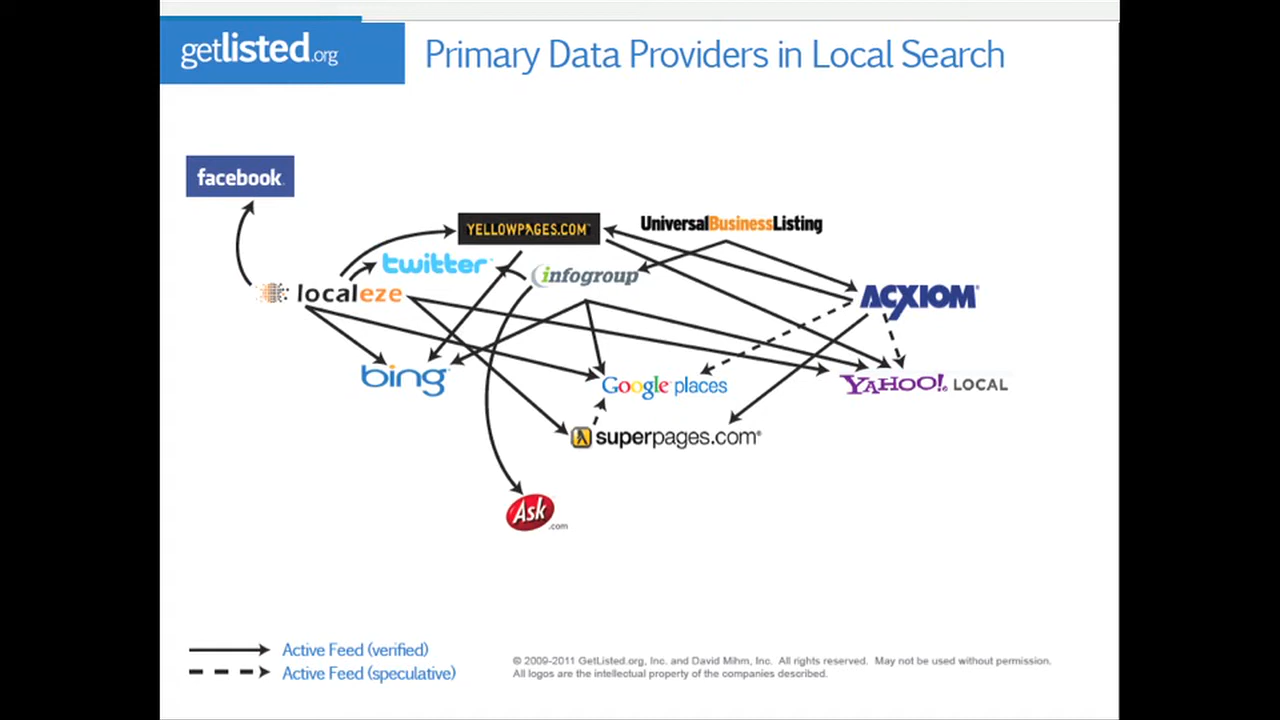 getlisted.org
Primary Data Providers in Local Search
facebook
YELLOWPAGES.COM
UniversalBusinessListing
twitter
infogroup
localeze
ACXIOM
bing
Google places
YAHOO! LOCAL
superpages.com
Ask.com
Active Feed (verified)
Active Feed (speculative)
© 2009-2011 GetListed.org, Inc. and David Mihm, Inc. All rights reserved. May not be used without permission.
All logos are the intellectual property of the companies described.